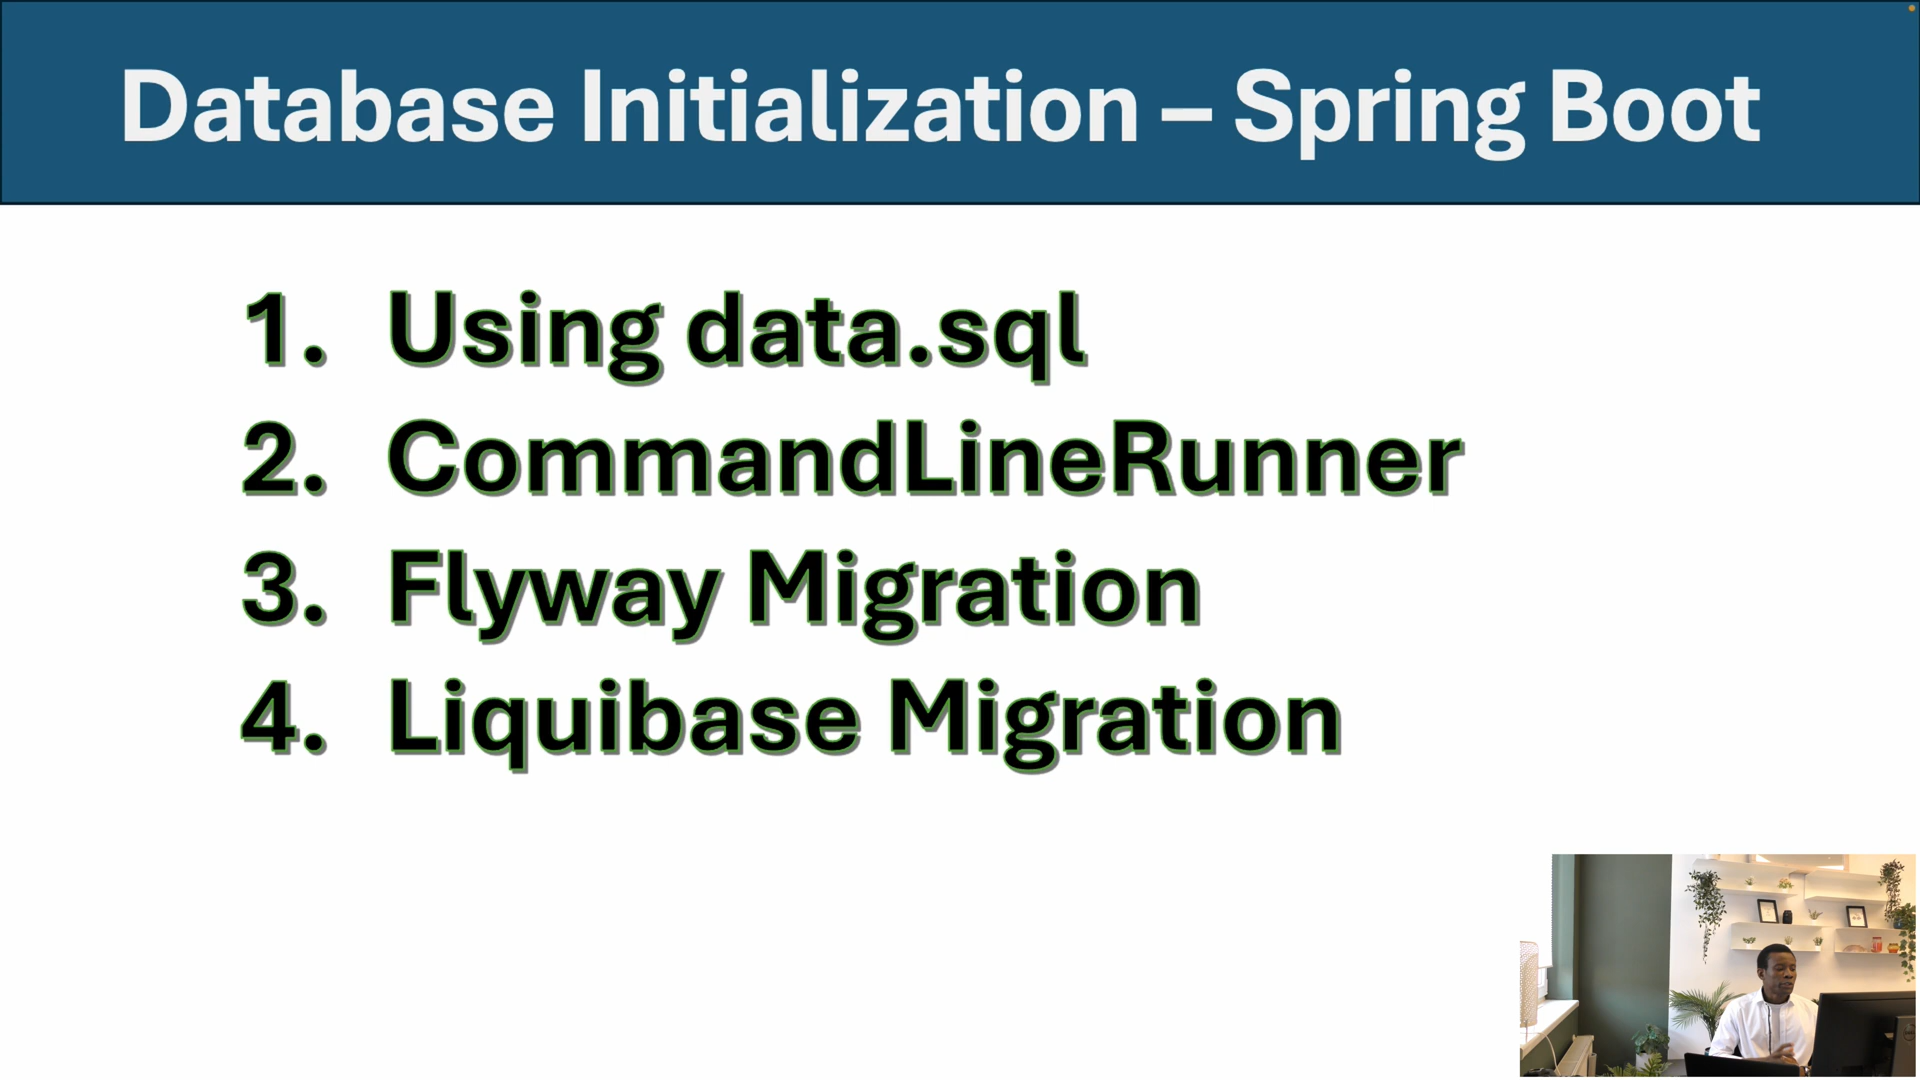 Database Initialization – Spring Boot
1. Using data.sql
2. CommandLineRunner
3. Flyway Migration
4. Liquibase Migration